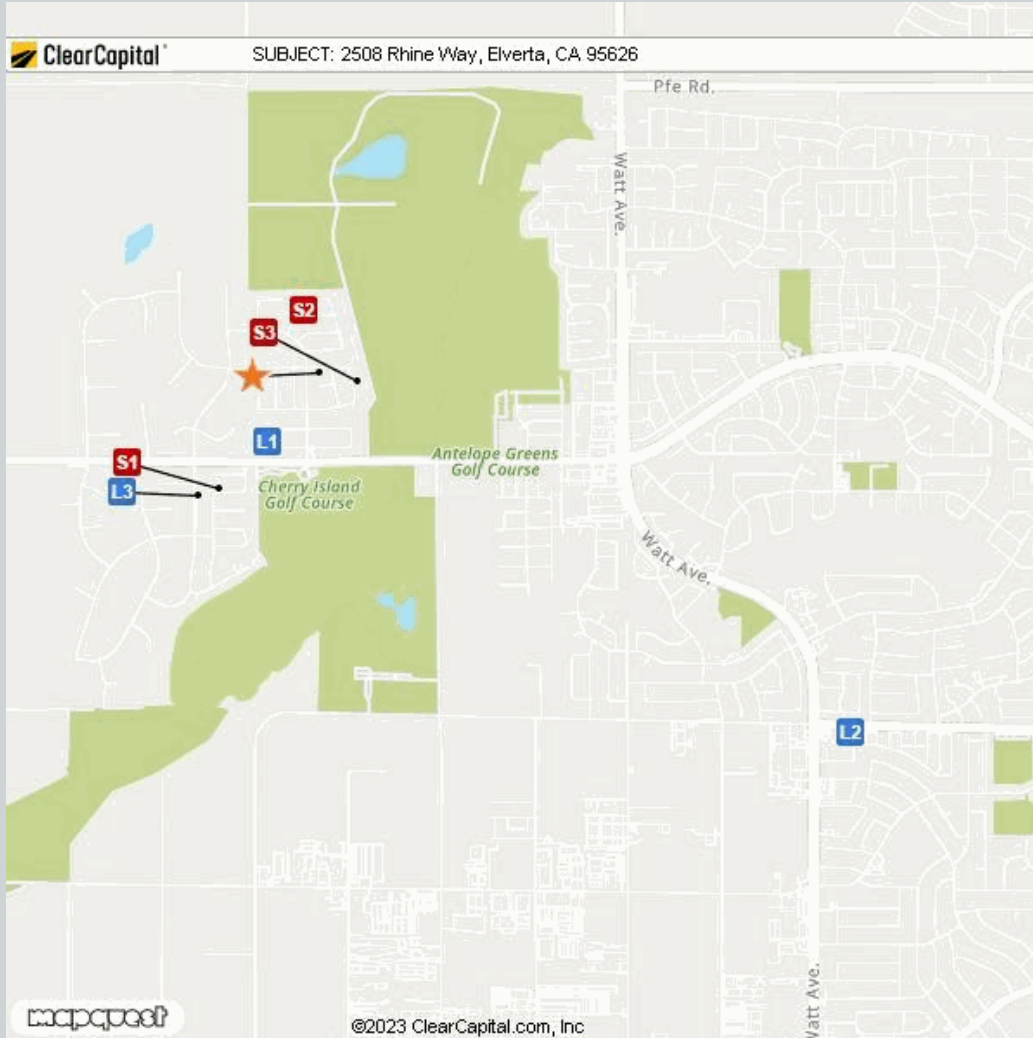 ClearCapital SUBJECT: 2508 Rhine Way, Elverta, CA 95626
Pfe Rd.
Watt Ave.
S2
S3
L1
Antelope Greens
Golf Course
S1
L3
Cherry Island
Golf Course
Watt Ave.
L2
Watt Ave.
mapquest
©2023 ClearCapital.com, Inc